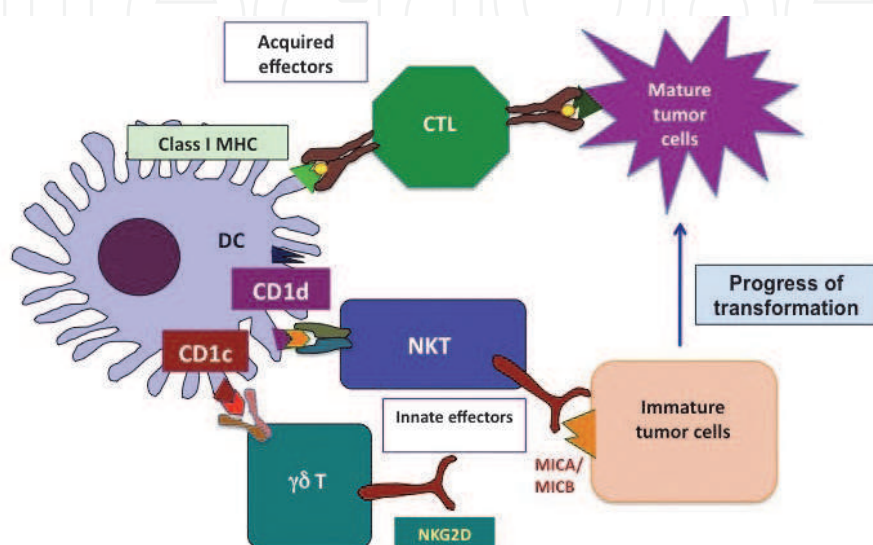 Acquired
effectors
Class I MHC
CTL
Mature
tumor
cells
DC
CD1d
CD1c
NKT
Progress of
transformation
Innate effectors
Immature
tumor cells
MICA/
MICB
γδ T
NKG2D